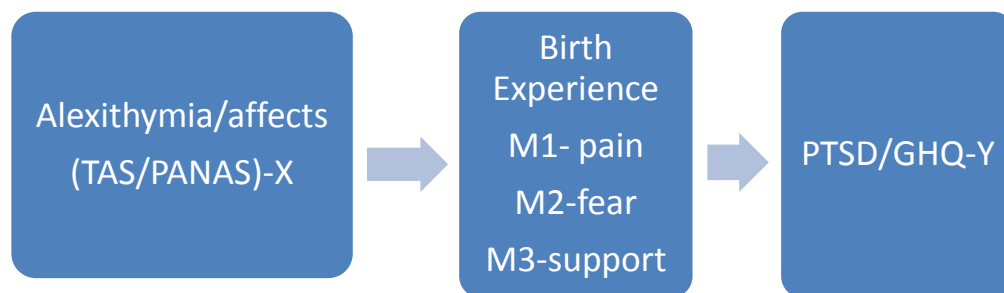 Alexithymia/affects
(TAS/PANAS)-X
Birth
Experience
M1- pain
M2-fear
M3-support
PTSD/GHQ-Y